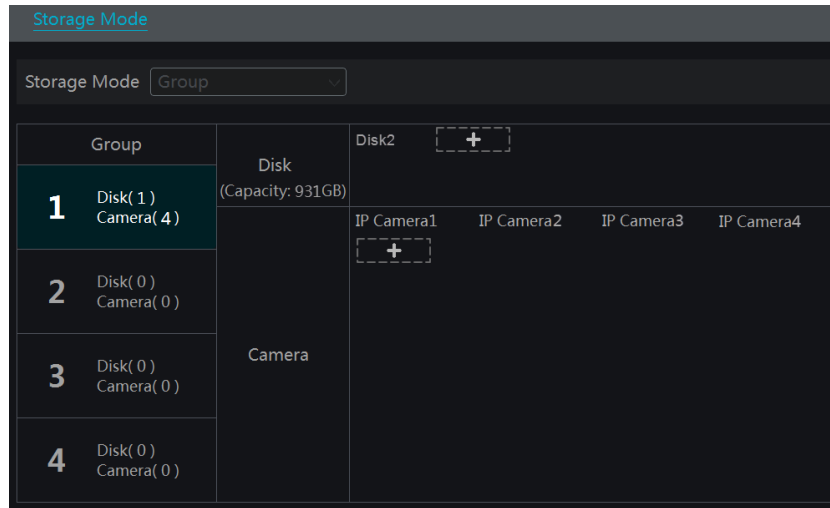 Storage Mode
Storage Mode Group
Group
Disk
(Capacity: 931GB)
Disk2
1
Disk( 1 )
Camera( 4 )
IP Camera1 IP Camera2 IP Camera3 IP Camera4
2
Disk( 0 )
Camera( 0 )
3
Disk( 0 )
Camera( 0 )
Camera
4
Disk( 0 )
Camera( 0 )